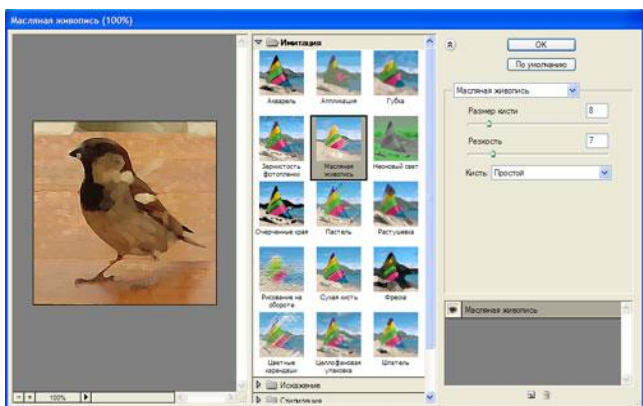 Масляная живопись (100%)
Имитация
Акварель
Аппликация
Губка
Зернистость фотопленки
Масляная живопись
Неоновый свет
Очерченные края
Пастель
Растушевка
Рисование на обороте
Сухая кисть
Фреска
Цветные карандаши
Целлофановая упаковка
Шпатель
Искажение
Стилизация
100%
OK
По умолчанию
Масляная живопись
Размер кисти 8
Резкость 7
Кисть: Простой
Масляная живопись